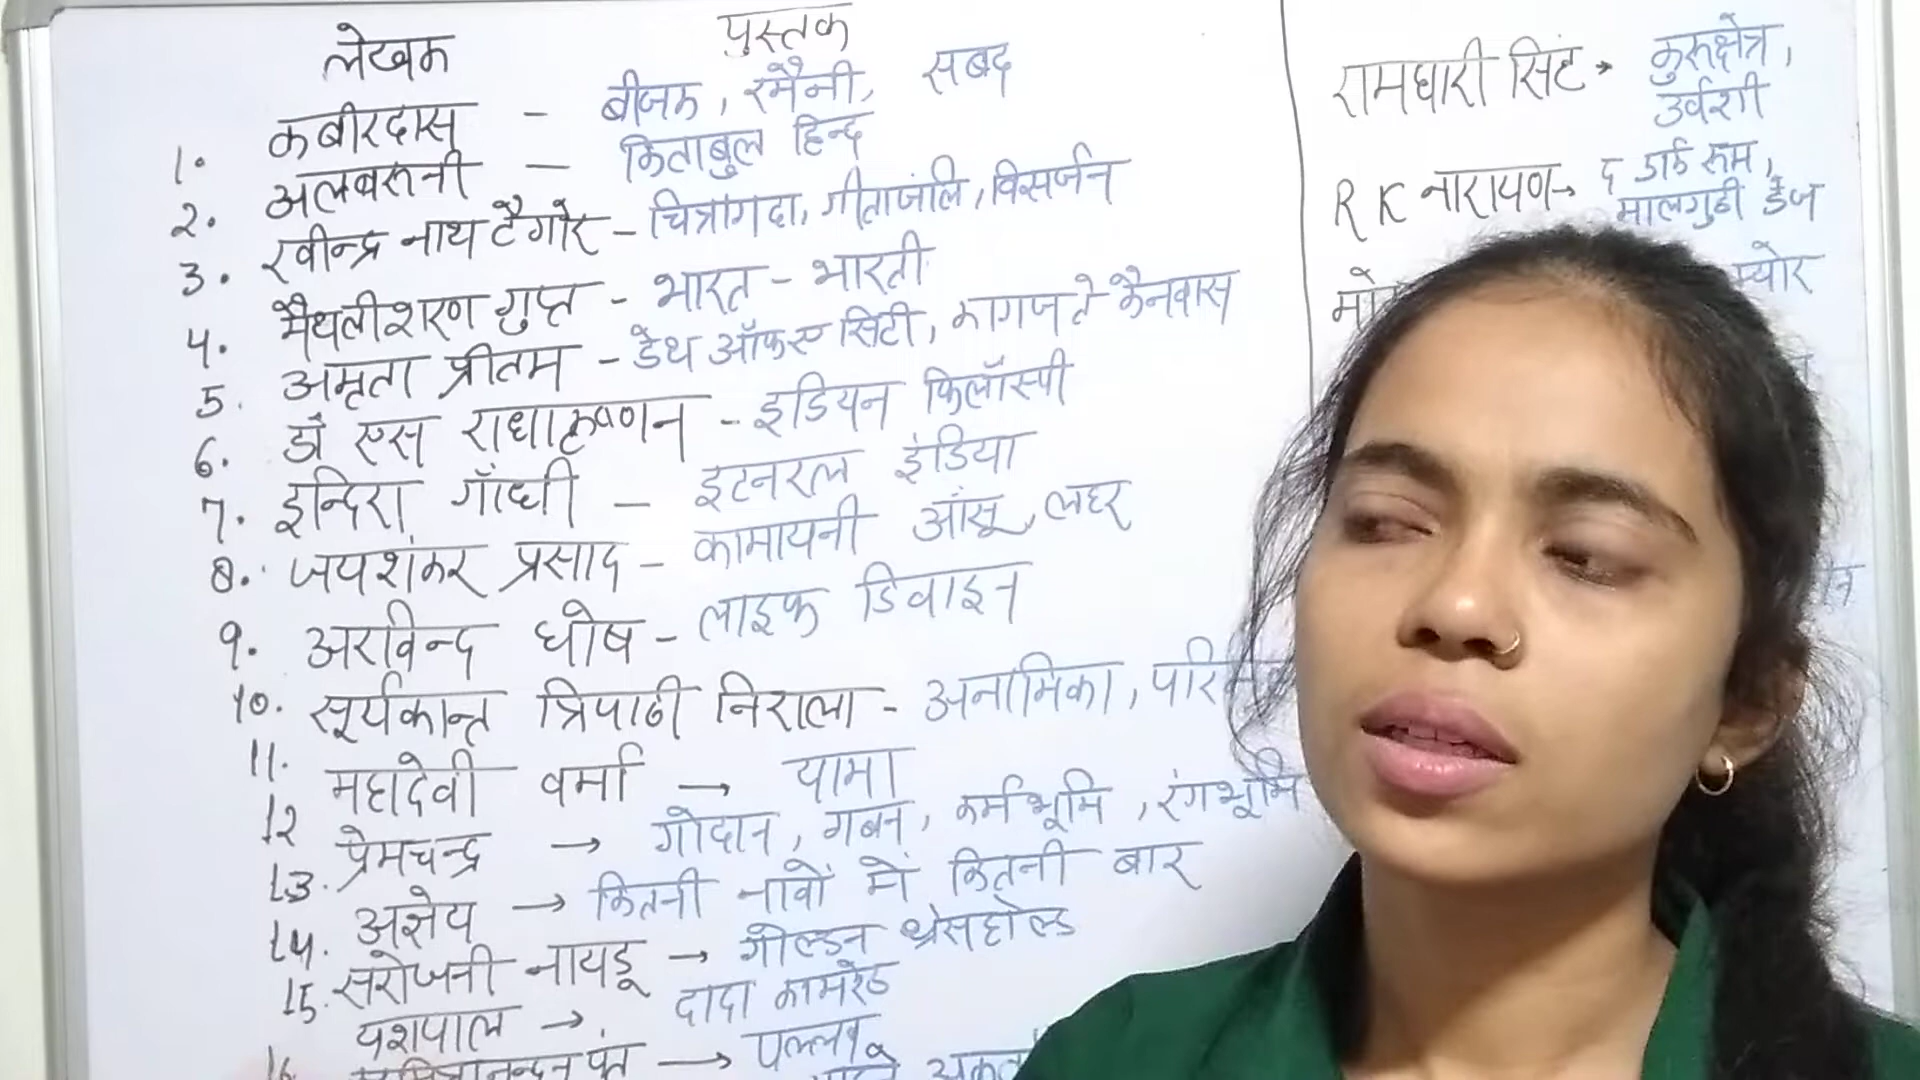 लेखक पुस्तक
1. कबीरदास - बीजक, रमैनी, सबद
2. अलबरूनी - किताबुल हिन्द
3. रवीन्द्र नाथ टैगोर - चित्रांगदा, गीतांजलि, विसर्जन
4. मैथलीशरण गुप्त - भारत - भारती
5. अमृता प्रीतम - डेथ ऑफ ए सिटी, कागज ते कैनवास
6. डॉ एस राधाकृष्णन - इंडियन फिलॉस्पी
7. इन्दिरा गाँधी - इटनरल इंडिया
8. जयशंकर प्रसाद - कामायनी आँसू, लहर
9. अरविन्द घोष - लाइफ डिवाइन
10. सूर्यकान्त त्रिपाठी निराला - अनामिका,
11. महादेवी वर्मा → यामा
12 प्रेमचन्द्र → गोदान, गबन, कर्मभूमि, रंगभूमि
13. अज्ञेय → कितनी नावों में कितनी बार
14. सरोजनी नायडू → गोल्डन थ्रेसहोल्ड
15. यशपाल → दादा कामरेड
16. पंत → पल्लव
रामधारी सिंह → कुरुक्षेत्र,
उर्वशी
R K नारायण → द डार्क रूम,
मालगुडी डेज